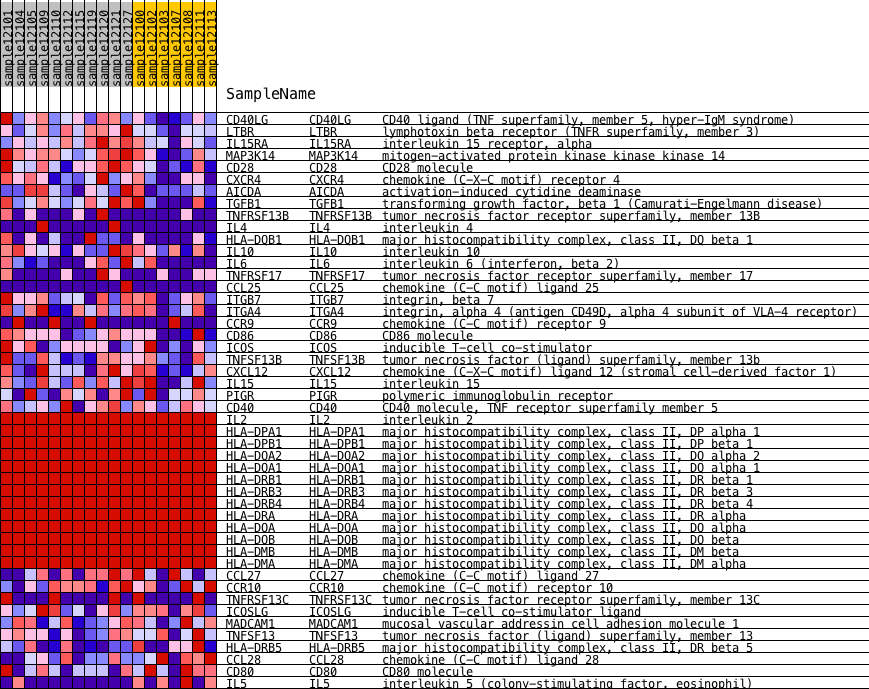 sample12101
sample12104
sample12105
sample12109
sample12110
sample12112
sample12115
sample12119
sample12120
sample12121
sample12127
sample12100
sample12102
sample12103
sample12107
sample12108
sample12111
sample12113
SampleName
CD40LG CD40LG CD40 ligand (TNF superfamily, member 5, hyper-IgM syndrome)
LTBR LTBR lymphotoxin beta receptor (TNFR superfamily, member 3)
IL15RA IL15RA interleukin 15 receptor, alpha
MAP3K14 MAP3K14 mitogen-activated protein kinase kinase kinase 14
CD28 CD28 CD28 molecule
CXCR4 CXCR4 chemokine (C-X-C motif) receptor 4
AICDA AICDA activation-induced cytidine deaminase
TGFB1 TGFB1 transforming growth factor, beta 1 (Camurati-Engelmann disease)
TNFRSF13B TNFRSF13B tumor necrosis factor receptor superfamily, member 13B
IL4 IL4 interleukin 4
HLA-DQB1 HLA-DQB1 major histocompatibility complex, class II, DQ beta 1
IL10 IL10 interleukin 10
IL6 IL6 interleukin 6 (interferon, beta 2)
TNFRSF17 TNFRSF17 tumor necrosis factor receptor superfamily, member 17
CCL25 CCL25 chemokine (C-C motif) ligand 25
ITGB7 ITGB7 integrin, beta 7
ITGA4 ITGA4 integrin, alpha 4 (antigen CD49D, alpha 4 subunit of VLA-4 receptor)
CCR9 CCR9 chemokine (C-C motif) receptor 9
CD86 CD86 CD86 molecule
ICOS ICOS inducible T-cell co-stimulator
TNFSF13B TNFSF13B tumor necrosis factor (ligand) superfamily, member 13b
CXCL12 CXCL12 chemokine (C-X-C motif) ligand 12 (stromal cell-derived factor 1)
IL15 IL15 interleukin 15
PIGR PIGR polymeric immunoglobulin receptor
CD40 CD40 CD40 molecule, TNF receptor superfamily member 5
IL2 IL2 interleukin 2
HLA-DPA1 HLA-DPA1 major histocompatibility complex, class II, DP alpha 1
HLA-DPB1 HLA-DPB1 major histocompatibility complex, class II, DP beta 1
HLA-DQA2 HLA-DQA2 major histocompatibility complex, class II, DQ alpha 2
HLA-DQA1 HLA-DQA1 major histocompatibility complex, class II, DQ alpha 1
HLA-DRB1 HLA-DRB1 major histocompatibility complex, class II, DR beta 1
HLA-DRB3 HLA-DRB3 major histocompatibility complex, class II, DR beta 3
HLA-DRB4 HLA-DRB4 major histocompatibility complex, class II, DR beta 4
HLA-DRA HLA-DRA major histocompatibility complex, class II, DR alpha
HLA-DOA HLA-DOA major histocompatibility complex, class II, DO alpha
HLA-DOB HLA-DOB major histocompatibility complex, class II, DO beta
HLA-DMB HLA-DMB major histocompatibility complex, class II, DM beta
HLA-DMA HLA-DMA major histocompatibility complex, class II, DM alpha
CCL27 CCL27 chemokine (C-C motif) ligand 27
CCR10 CCR10 chemokine (C-C motif) receptor 10
TNFRSF13C TNFRSF13C tumor necrosis factor receptor superfamily, member 13C
ICOSLG ICOSLG inducible T-cell co-stimulator ligand
MADCAM1 MADCAM1 mucosal vascular addressin cell adhesion molecule 1
TNFSF13 TNFSF13 tumor necrosis factor (ligand) superfamily, member 13
HLA-DRB5 HLA-DRB5 major histocompatibility complex, class II, DR beta 5
CCL28 CCL28 chemokine (C-C motif) ligand 28
CD80 CD80 CD80 molecule
IL5 IL5 interleukin 5 (colony-stimulating factor, eosinophil)